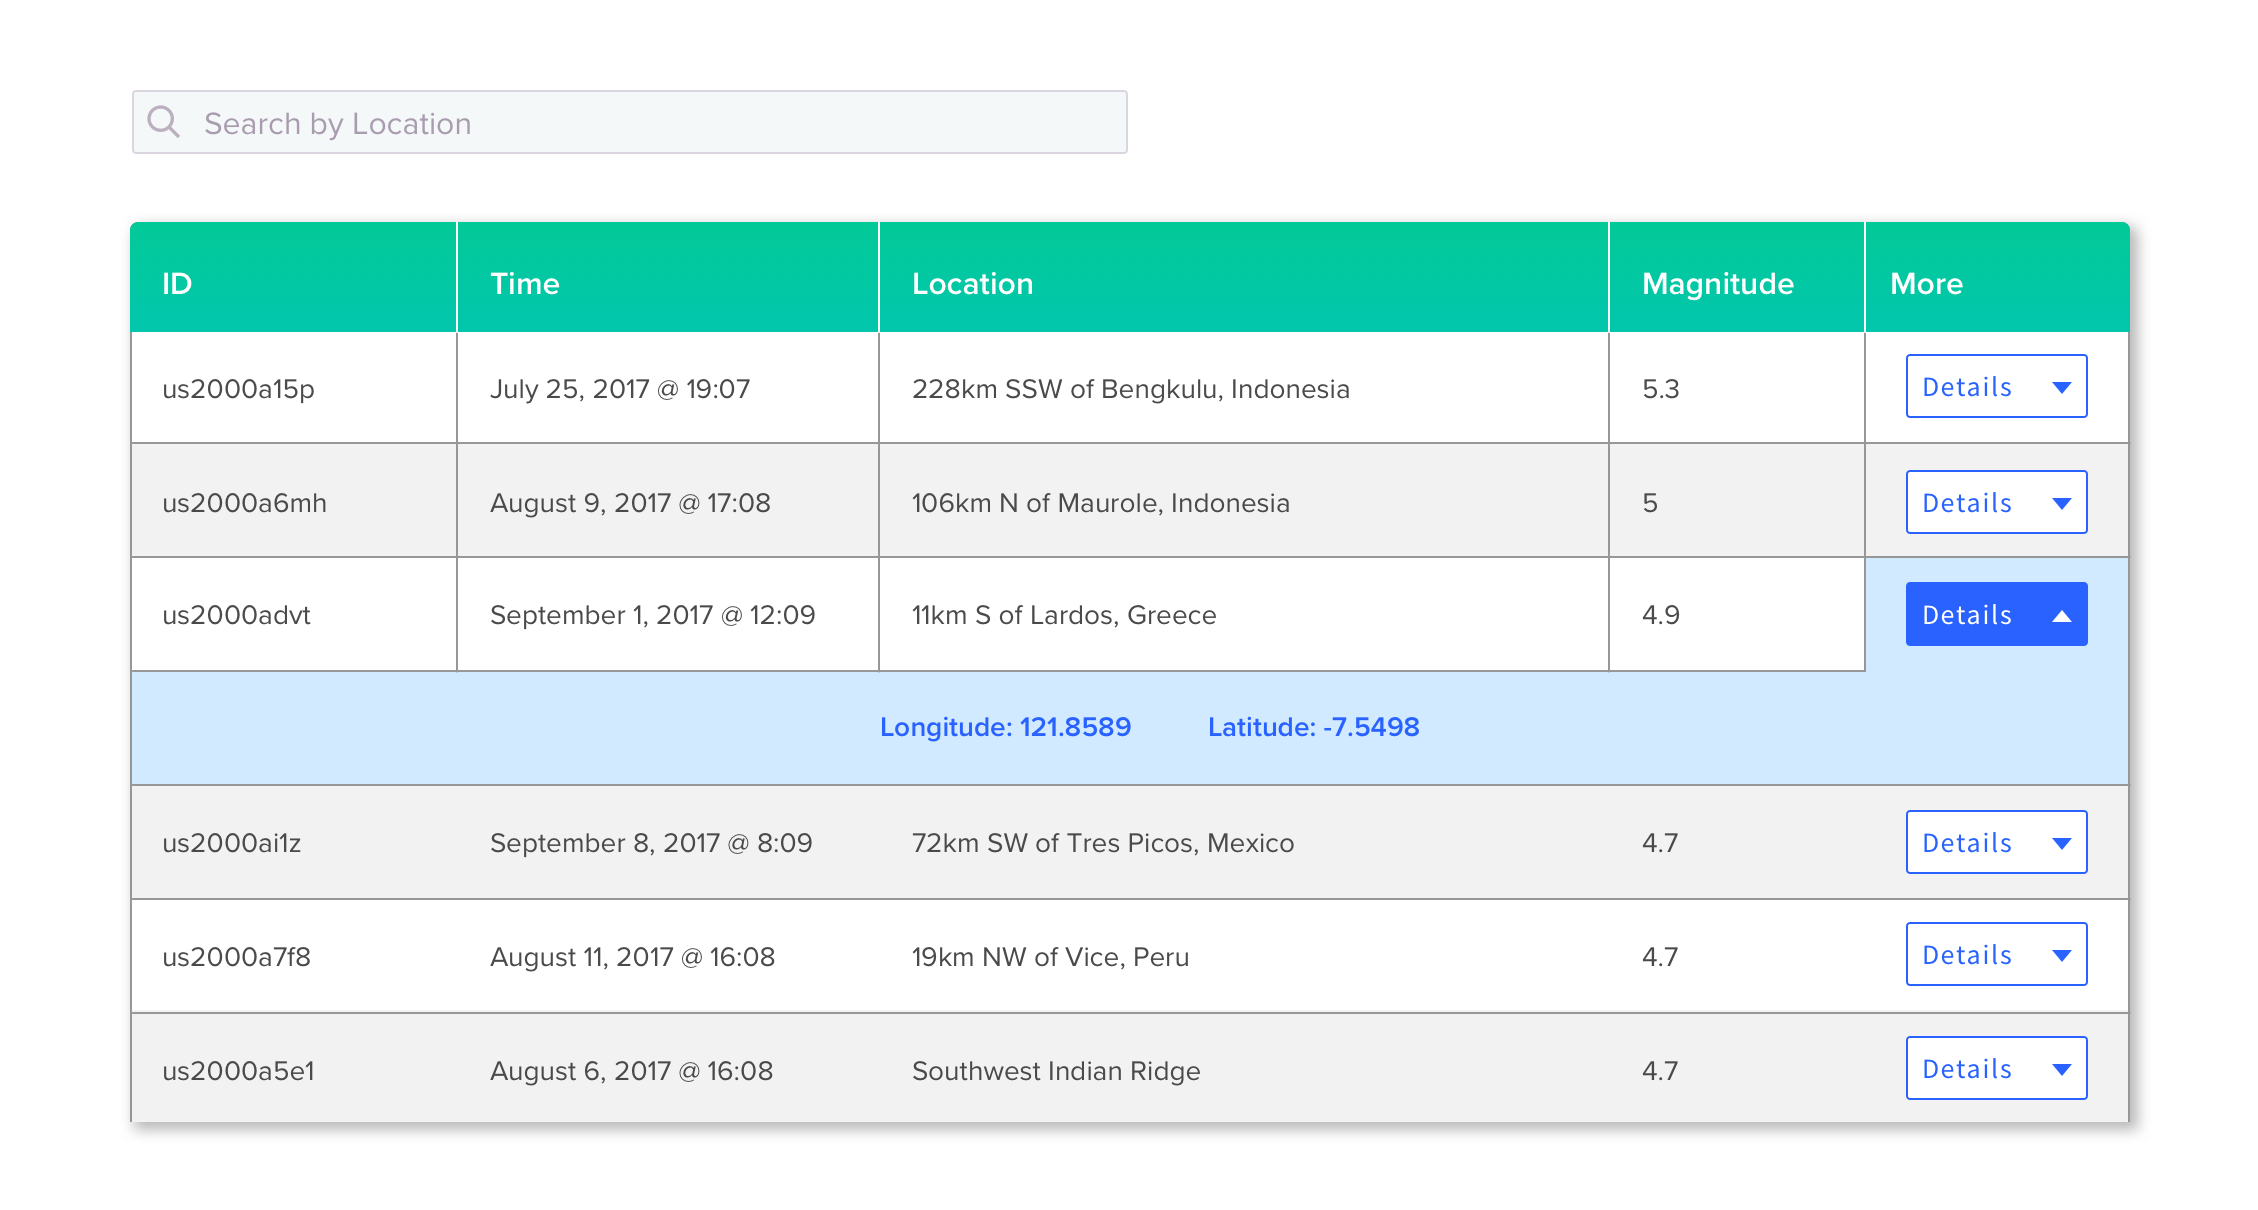 Search by Location
ID Time Location Magnitude More
us2000a15p July 25, 2017 @ 19:07 228km SSW of Bengkulu, Indonesia 5.3 Details
us2000a6mh August 9, 2017 @ 17:08 106km N of Maurole, Indonesia 5 Details
us2000advt September 1, 2017 @ 12:09 11km S of Lardos, Greece 4.9 Details
Longitude: 121.8589 Latitude: -7.5498
us2000ai1z September 8, 2017 @ 8:09 72km SW of Tres Picos, Mexico 4.7 Details
us2000a7f8 August 11, 2017 @ 16:08 19km NW of Vice, Peru 4.7 Details
us2000a5e1 August 6, 2017 @ 16:08 Southwest Indian Ridge 4.7 Details